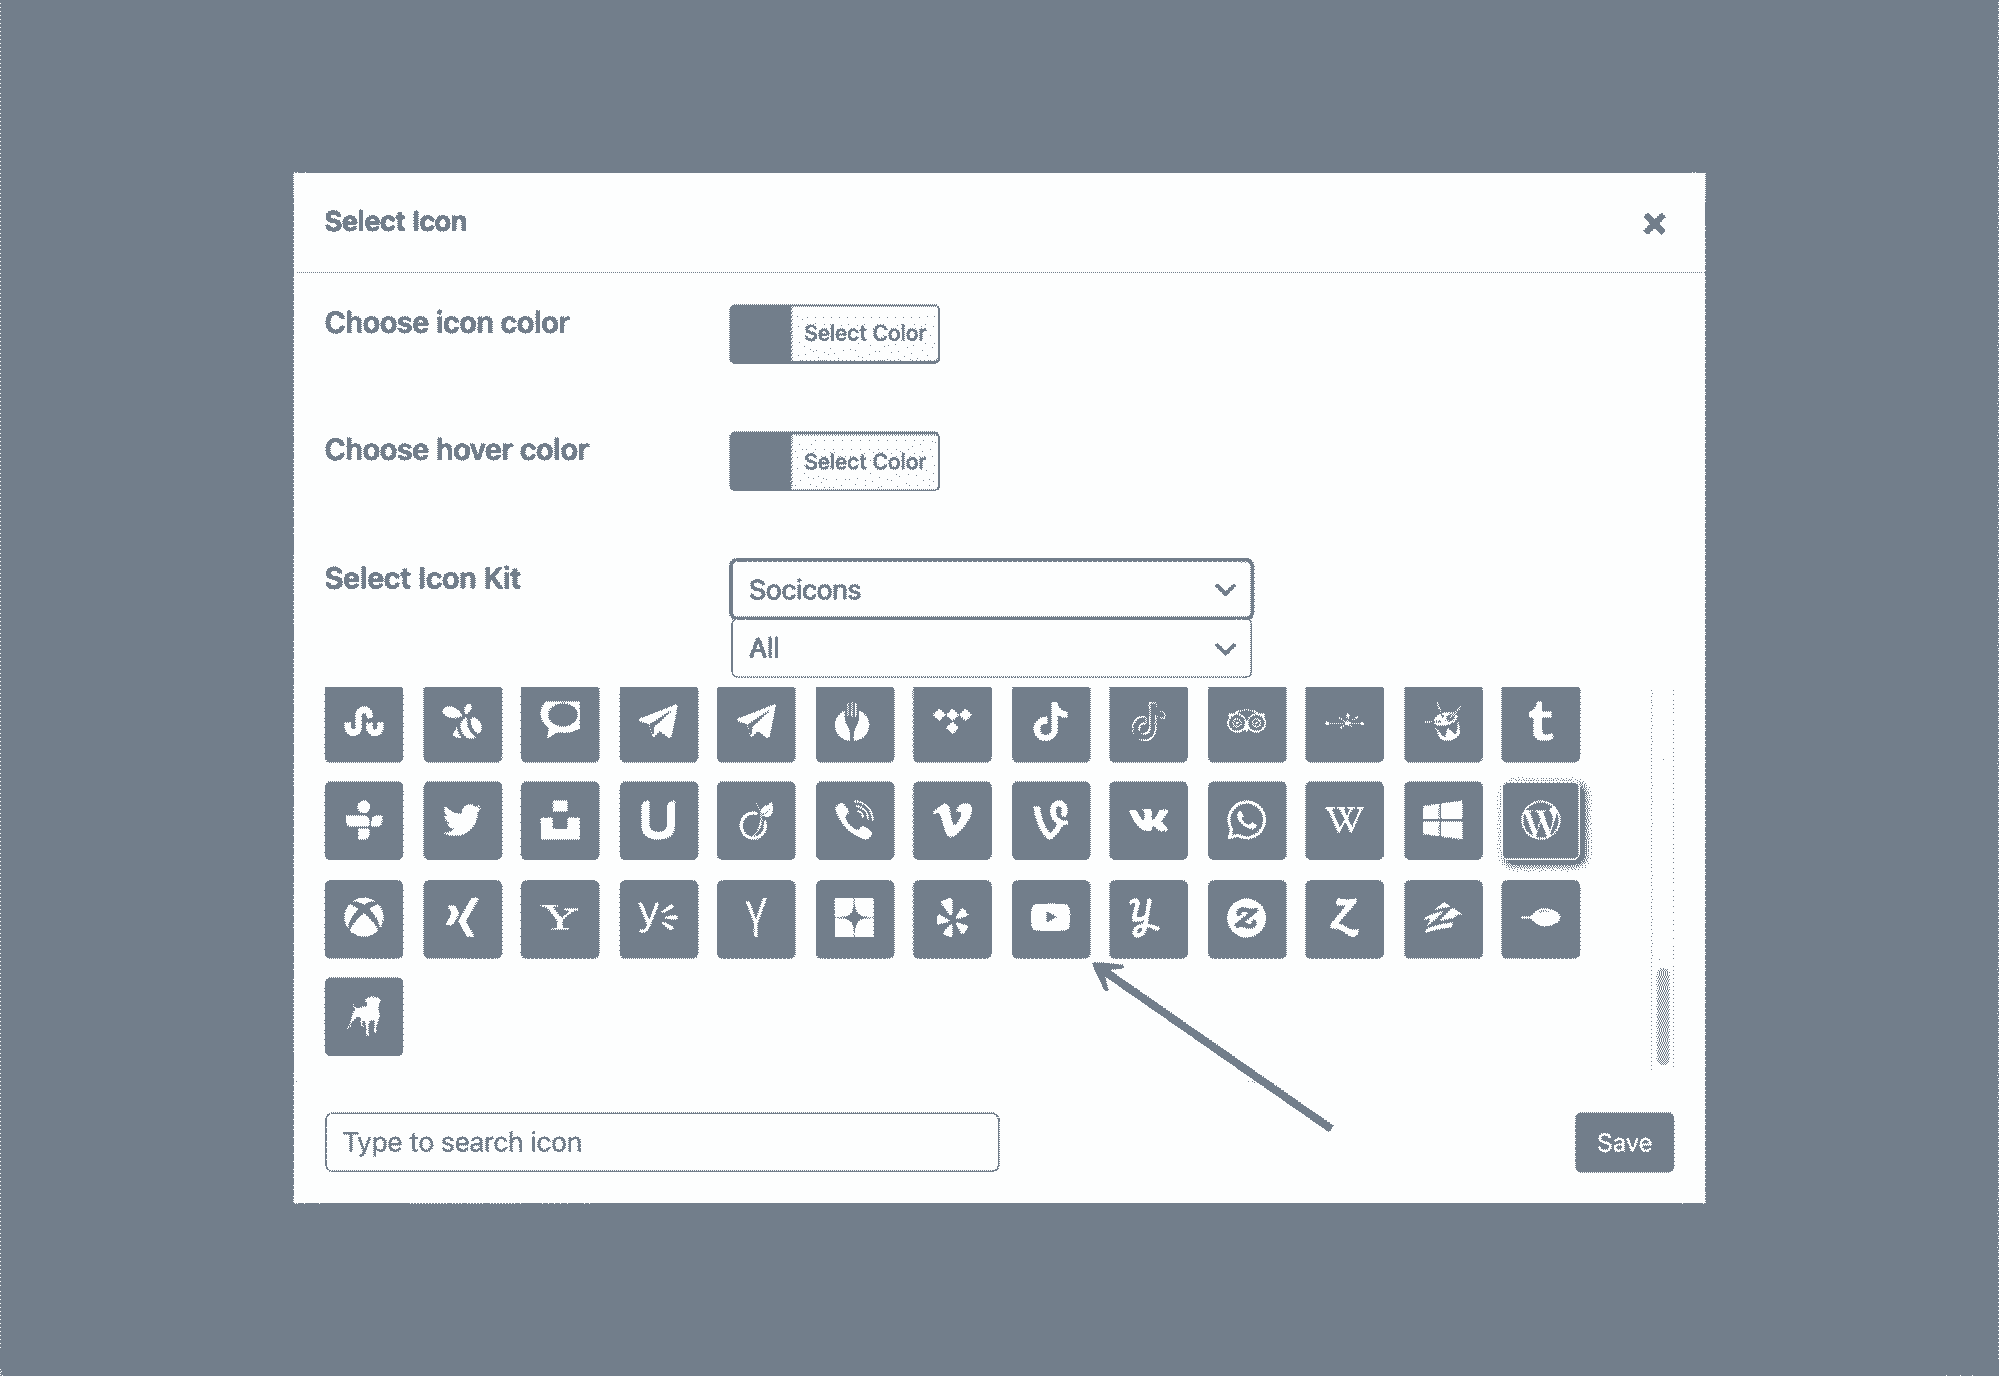 Select Icon
Choose icon color
Select Color
Choose hover color
Select Color
Select Icon Kit
Socicons
All
Type to search icon
Save